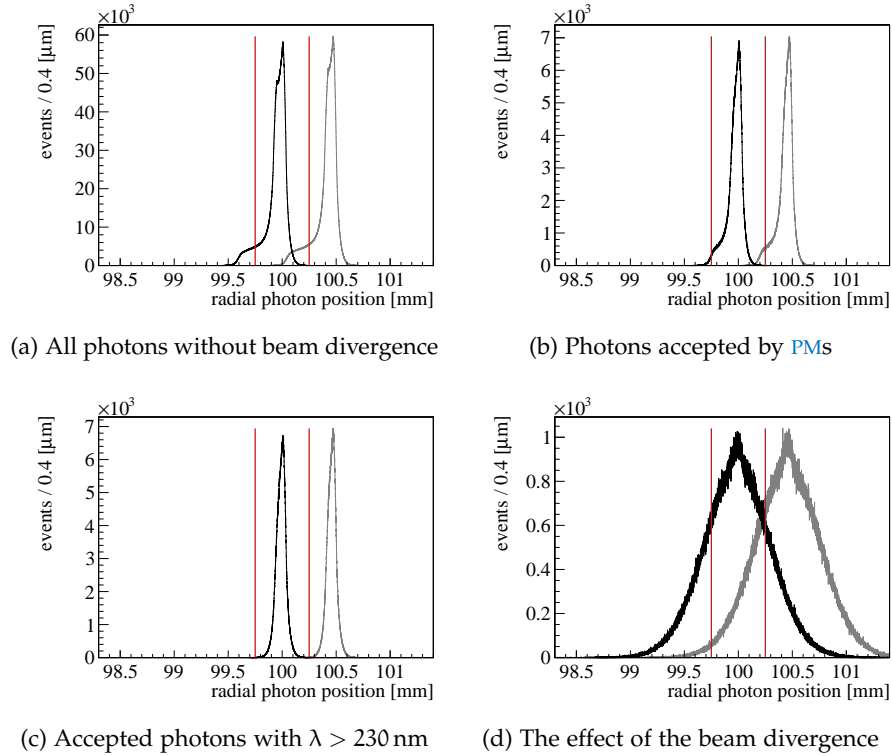 ×10³
60
50
40
30
20
10
0
events / 0.4 [µm]
98.5 99 99.5 100 100.5 101
radial photon position [mm]
(a) All photons without beam divergence
×10³
7
6
5
4
3
2
1
0
events / 0.4 [µm]
98.5 99 99.5 100 100.5 101
radial photon position [mm]
(b) Photons accepted by PMs
×10³
7
6
5
4
3
2
1
0
events / 0.4 [µm]
98.5 99 99.5 100 100.5 101
radial photon position [mm]
(c) Accepted photons with λ > 230 nm
×10³
1
0.8
0.6
0.4
0.2
0
events / 0.4 [µm]
98.5 99 99.5 100 100.5 101
radial photon position [mm]
(d) The effect of the beam divergence